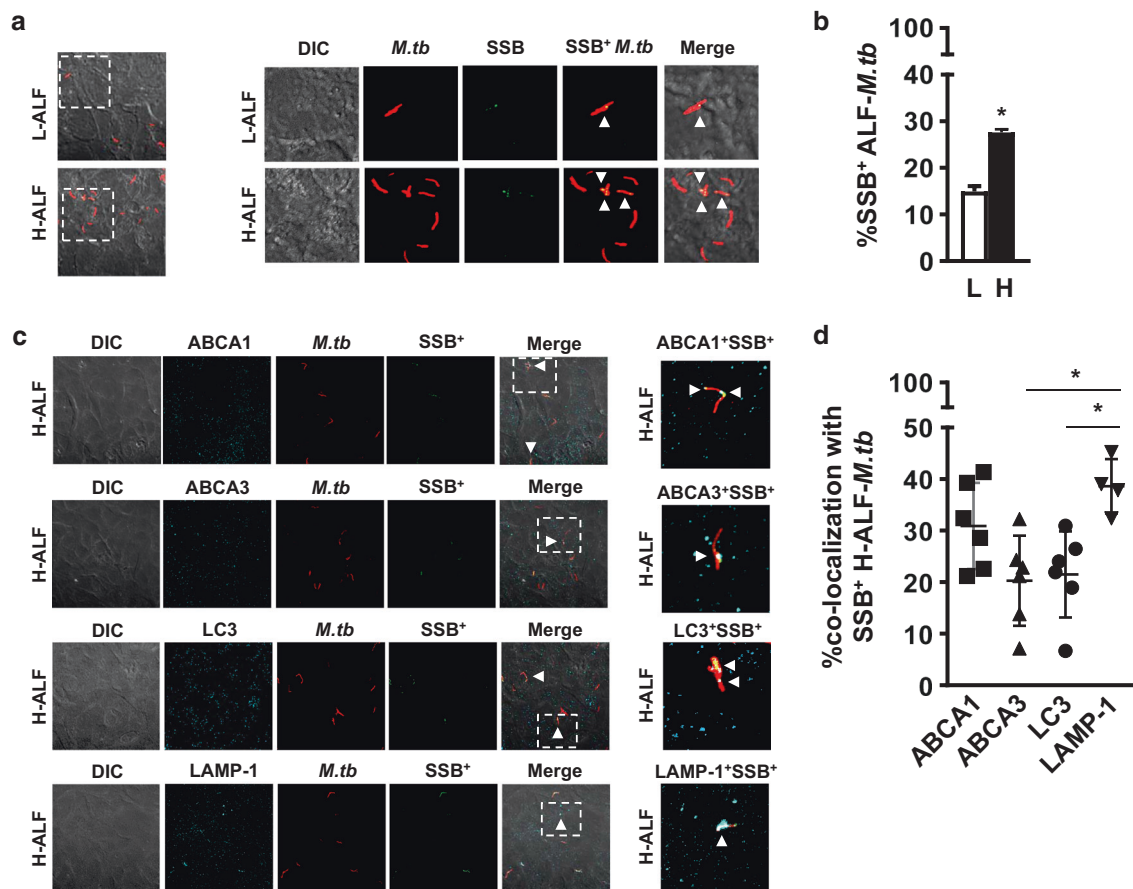 a
DIC M.tb SSB SSB⁺ M.tb Merge
L-ALF
L-ALF
H-ALF
H-ALF
b
%SSB⁺ ALF-M.tb
100
40
30
20
10
0
*
L H
c
DIC ABCA1 M.tb SSB⁺ Merge ABCA1⁺SSB⁺
H-ALF
H-ALF
DIC ABCA3 M.tb SSB⁺ Merge ABCA3⁺SSB⁺
H-ALF
H-ALF
DIC LC3 M.tb SSB⁺ Merge LC3⁺SSB⁺
H-ALF
H-ALF
DIC LAMP-1 M.tb SSB⁺ Merge LAMP-1⁺SSB⁺
H-ALF
H-ALF
d
%co-localization with
SSB⁺ H-ALF-M.tb
100
50
40
30
20
10
0
*
*
ABCA1
ABCA3
LC3
LAMP-1